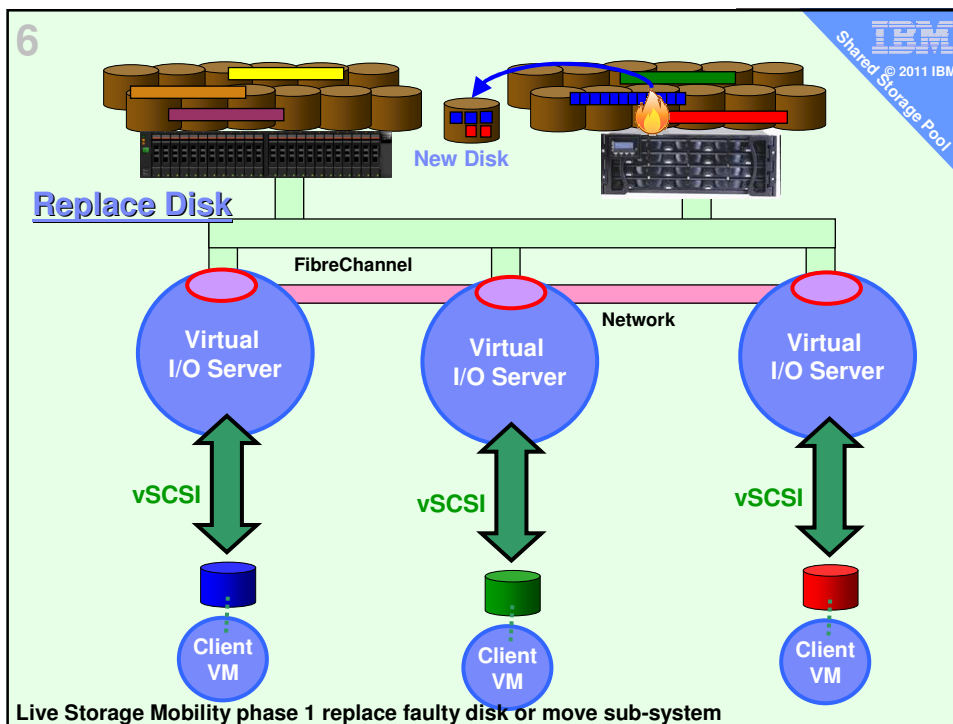 6
IBM
© 2011 IBM
Shared Storage Pool
New Disk
Replace Disk
FibreChannel
Network
Virtual
I/O Server
Virtual
I/O Server
Virtual
I/O Server
vSCSI
vSCSI
vSCSI
Client
VM
Client
VM
Client
VM
Live Storage Mobility phase 1 replace faulty disk or move sub-system